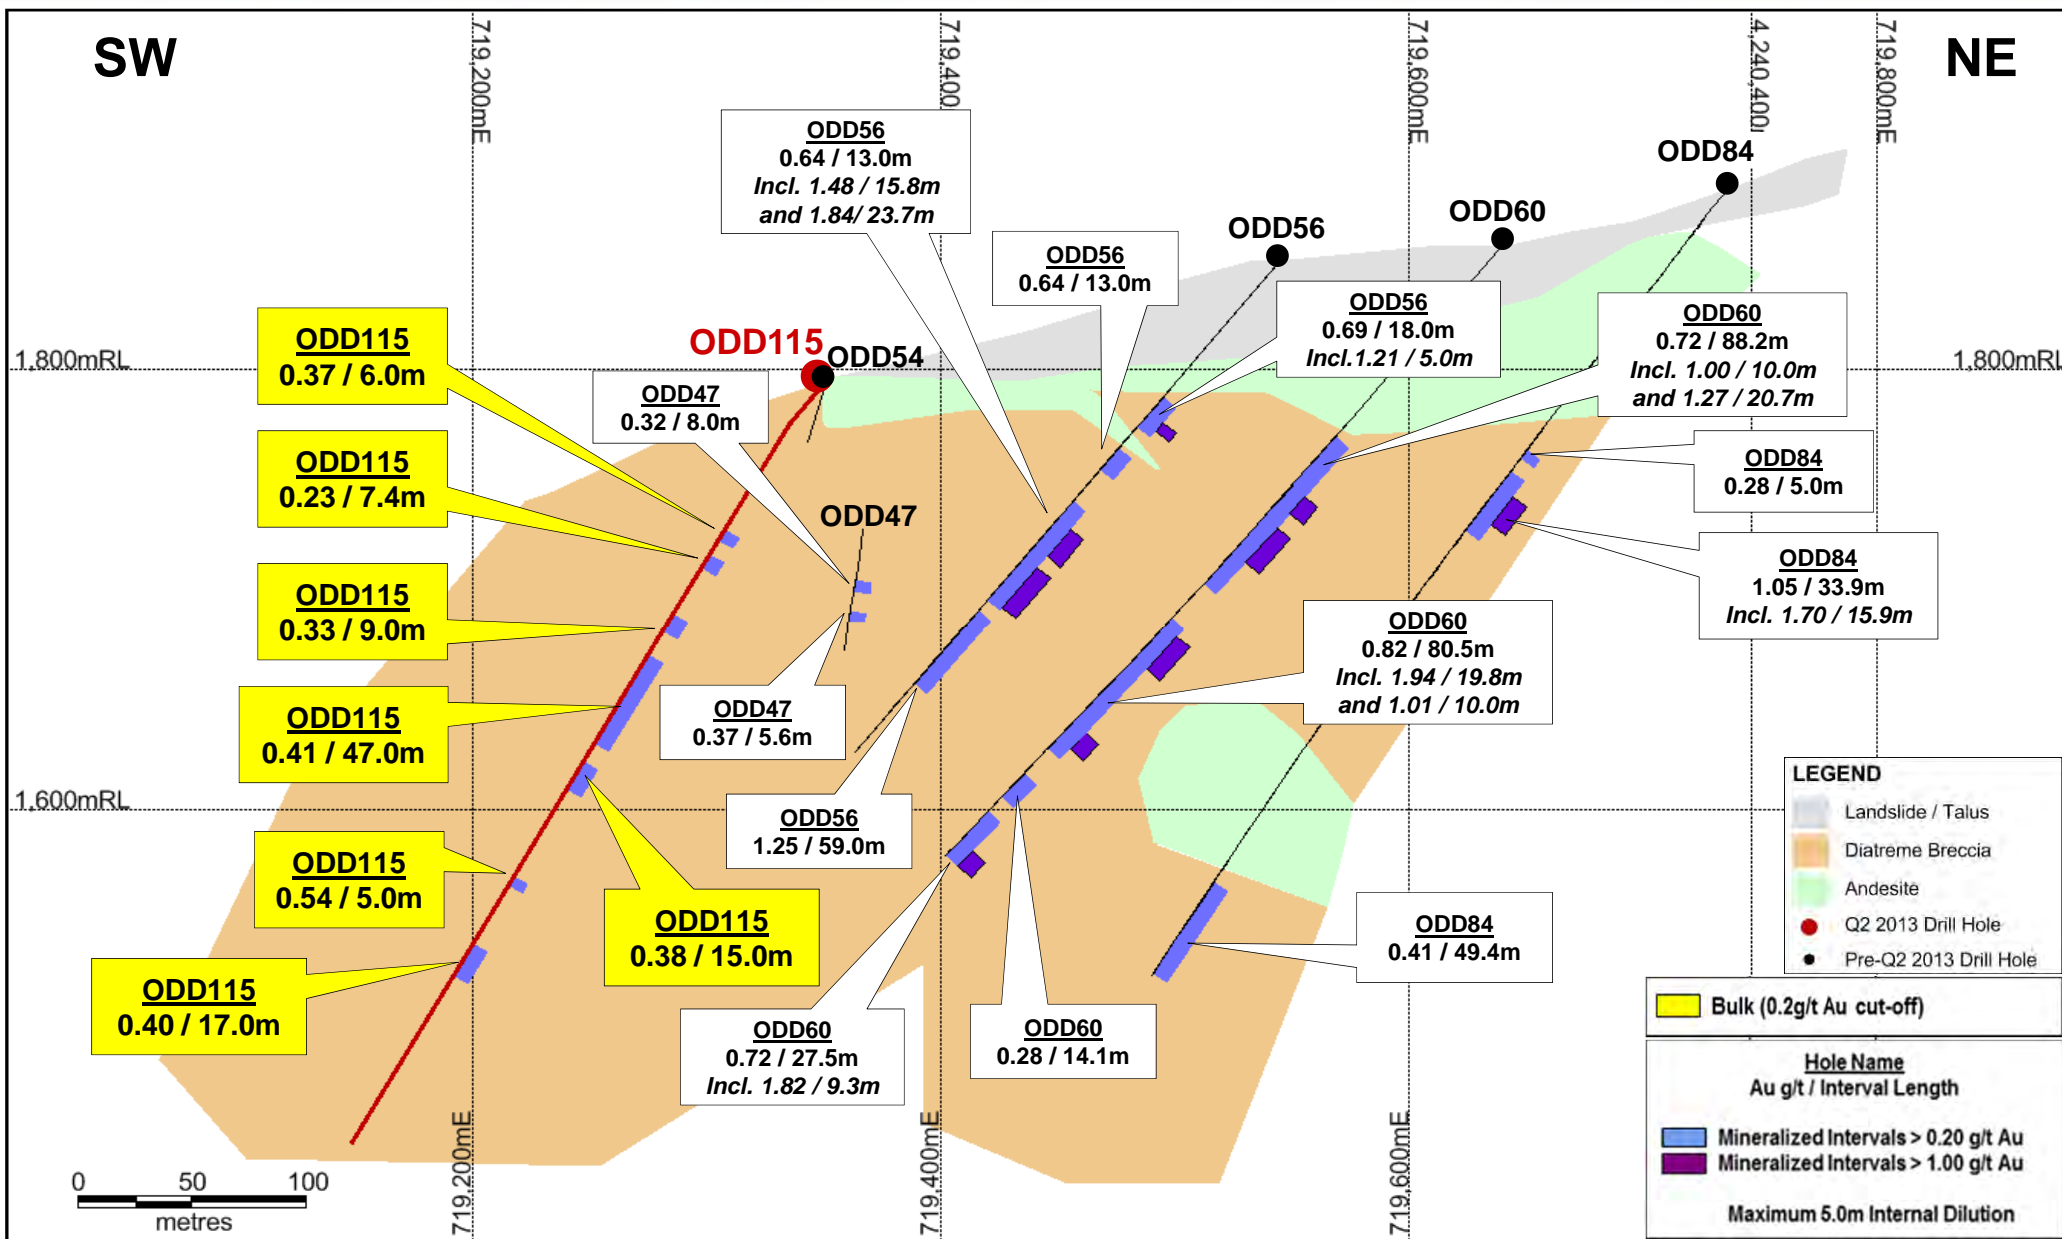 SW
NE
719,200mE
719,400
719,600mE
4,240,400
719,800mE
ODD56
0.64 / 13.0m
Incl. 1.48 / 15.8m
and 1.84/ 23.7m
ODD84
ODD60
ODD56
ODD56
0.64 / 13.0m
ODD56
0.69 / 18.0m
Incl.1.21 / 5.0m
ODD60
0.72 / 88.2m
Incl. 1.00 / 10.0m
and 1.27 / 20.7m
ODD115
0.37 / 6.0m
ODD115
ODD54
1,800mRL
1,800mRL
ODD47
0.32 / 8.0m
ODD115
0.23 / 7.4m
ODD84
0.28 / 5.0m
ODD47
ODD84
1.05 / 33.9m
Incl. 1.70 / 15.9m
ODD115
0.33 / 9.0m
ODD60
0.82 / 80.5m
Incl. 1.94 / 19.8m
and 1.01 / 10.0m
ODD115
0.41 / 47.0m
ODD47
0.37 / 5.6m
1,600mRL
ODD56
1.25 / 59.0m
ODD115
0.54 / 5.0m
ODD115
0.38 / 15.0m
ODD84
0.41 / 49.4m
ODD115
0.40 / 17.0m
ODD60
0.72 / 27.5m
Incl. 1.82 / 9.3m
ODD60
0.28 / 14.1m
LEGEND
Landslide / Talus
Diatreme Breccia
Andesite
Q2 2013 Drill Hole
Pre-Q2 2013 Drill Hole
Bulk (0.2g/t Au cut-off)
Hole Name
Au g/t / Interval Length
Mineralized Intervals > 0.20 g/t Au
Mineralized Intervals > 1.00 g/t Au
Maximum 5.0m Internal Dilution
719,200mE
719,400mE
719,600mE
0 50 100
metres